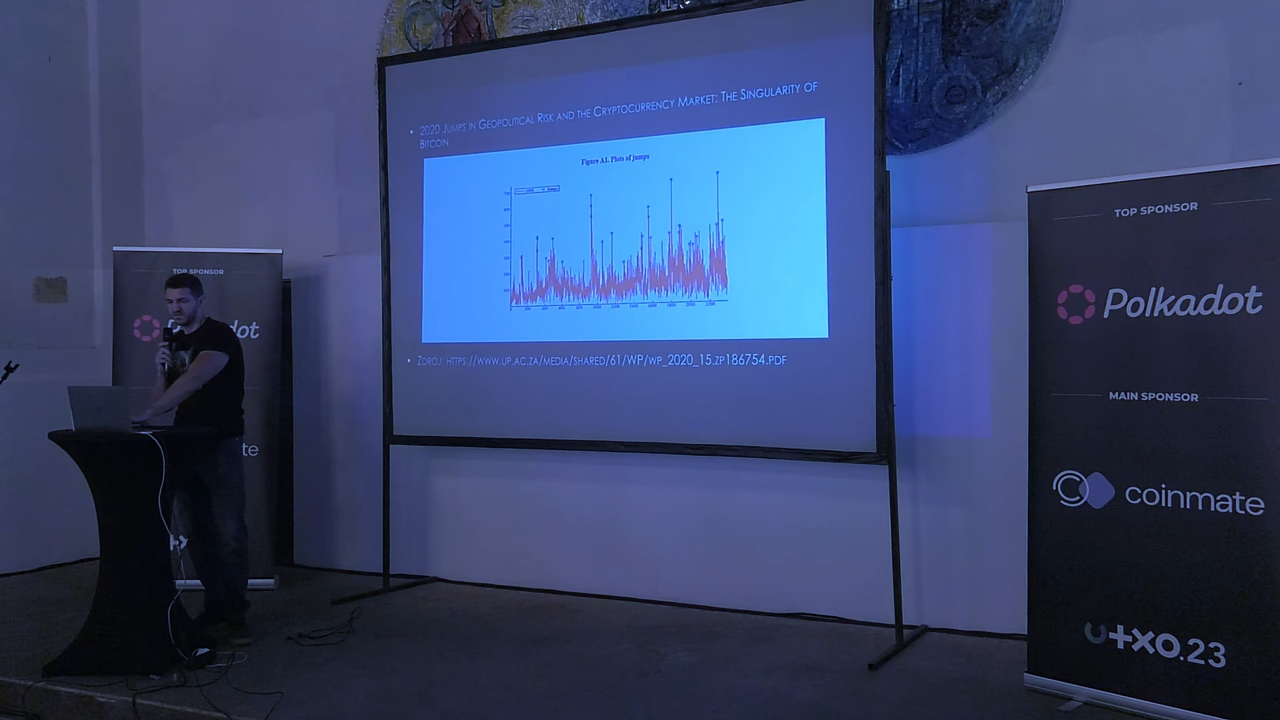 • 2020 Jumps in Geopolitical Risk and the Cryptocurrency Market: The Singularity of
Bitcoin
Figure A1. Plots of jumps
• Zdroj: https://www.up.ac.za/media/shared/61/WP/wp_2020_15.zp186754.pdf
TOP SPONSOR
Polkadot
te
TOP SPONSOR
Polkadot
MAIN SPONSOR
coinmate
utxo.23